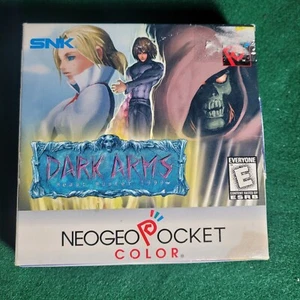 SNK
DARK ARMS
EVERYONE
E
ESRB
NEOGEO POCKET
COLOR